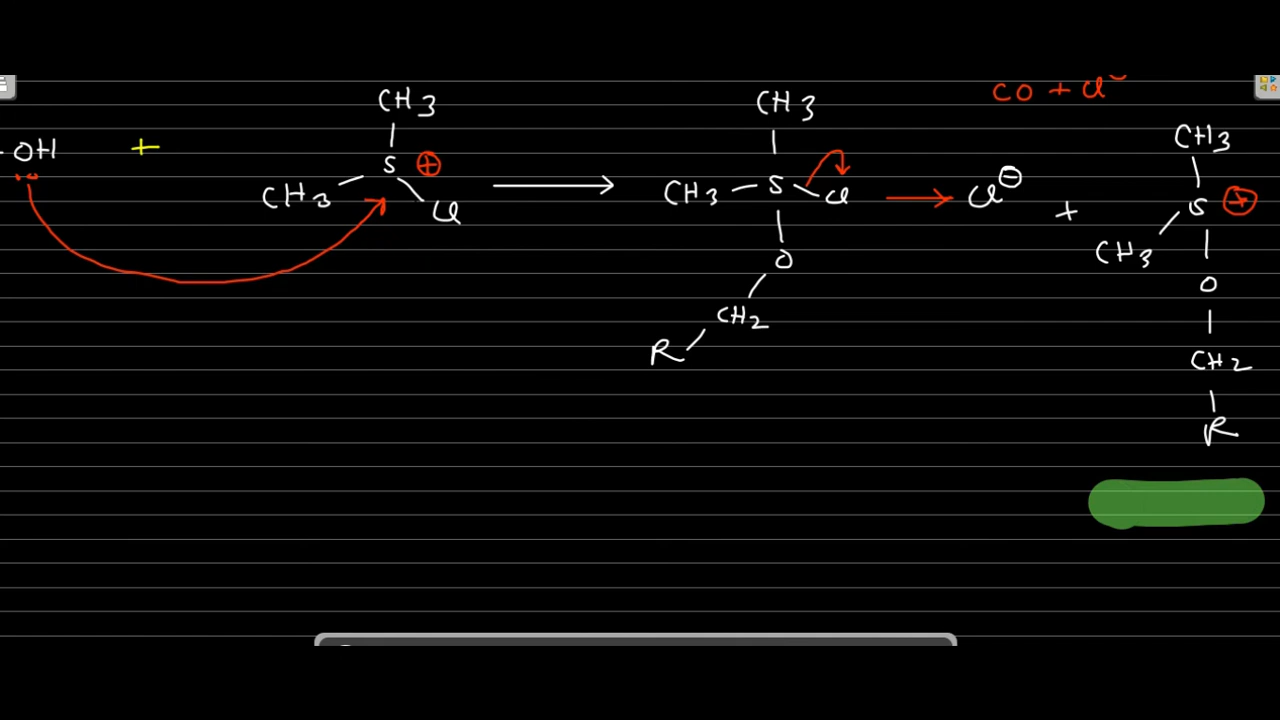 CO + Cl⊖
CH3 CH3 CH3
-OH + S ⊕ → CH3 - S - Cl → Cl⊖ + S ⊕
CH3 Cl CH3
O O
CH2 CH2
R R